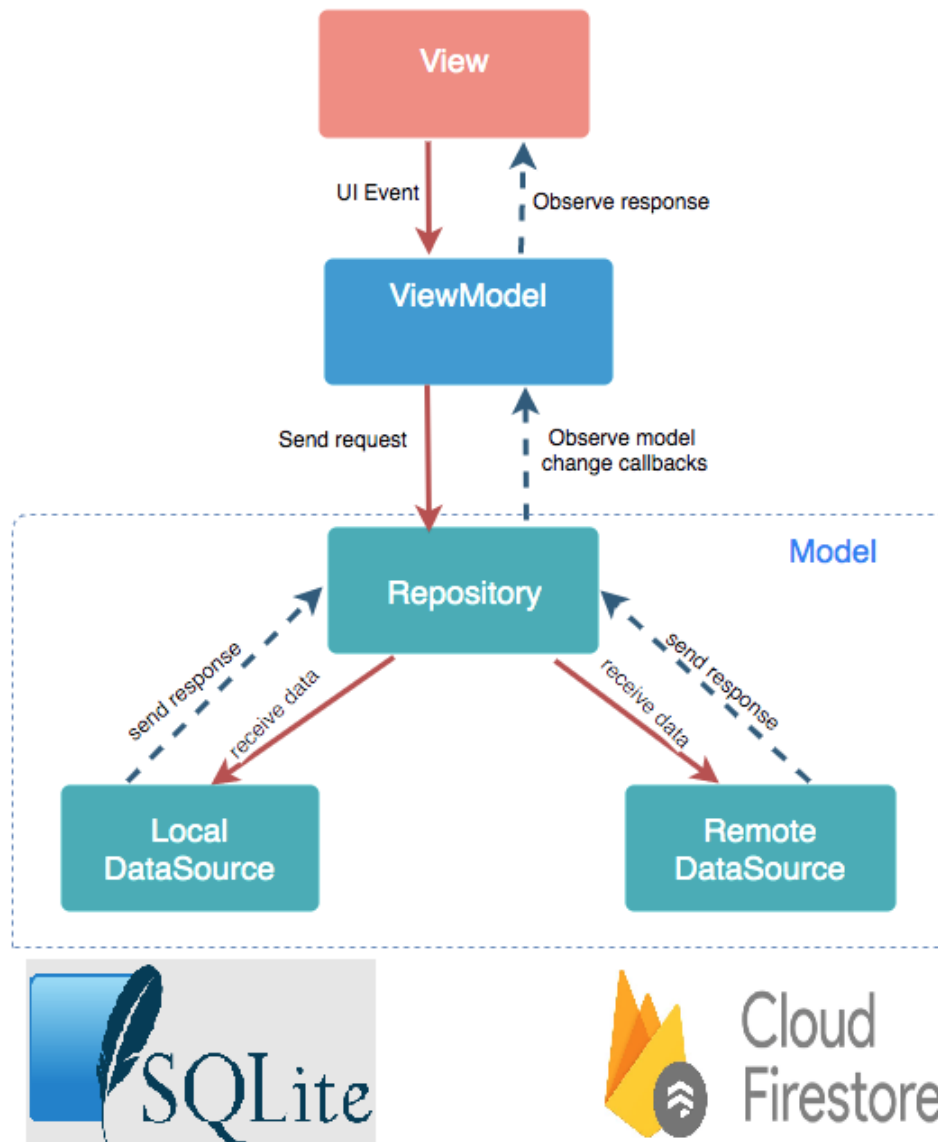 View
UI Event
Observe response
ViewModel
Send request
Observe model
change callbacks
Model
Repository
send response
receive data
receive data
send response
Local
DataSource
Remote
DataSource
SQLite
Cloud
Firestore